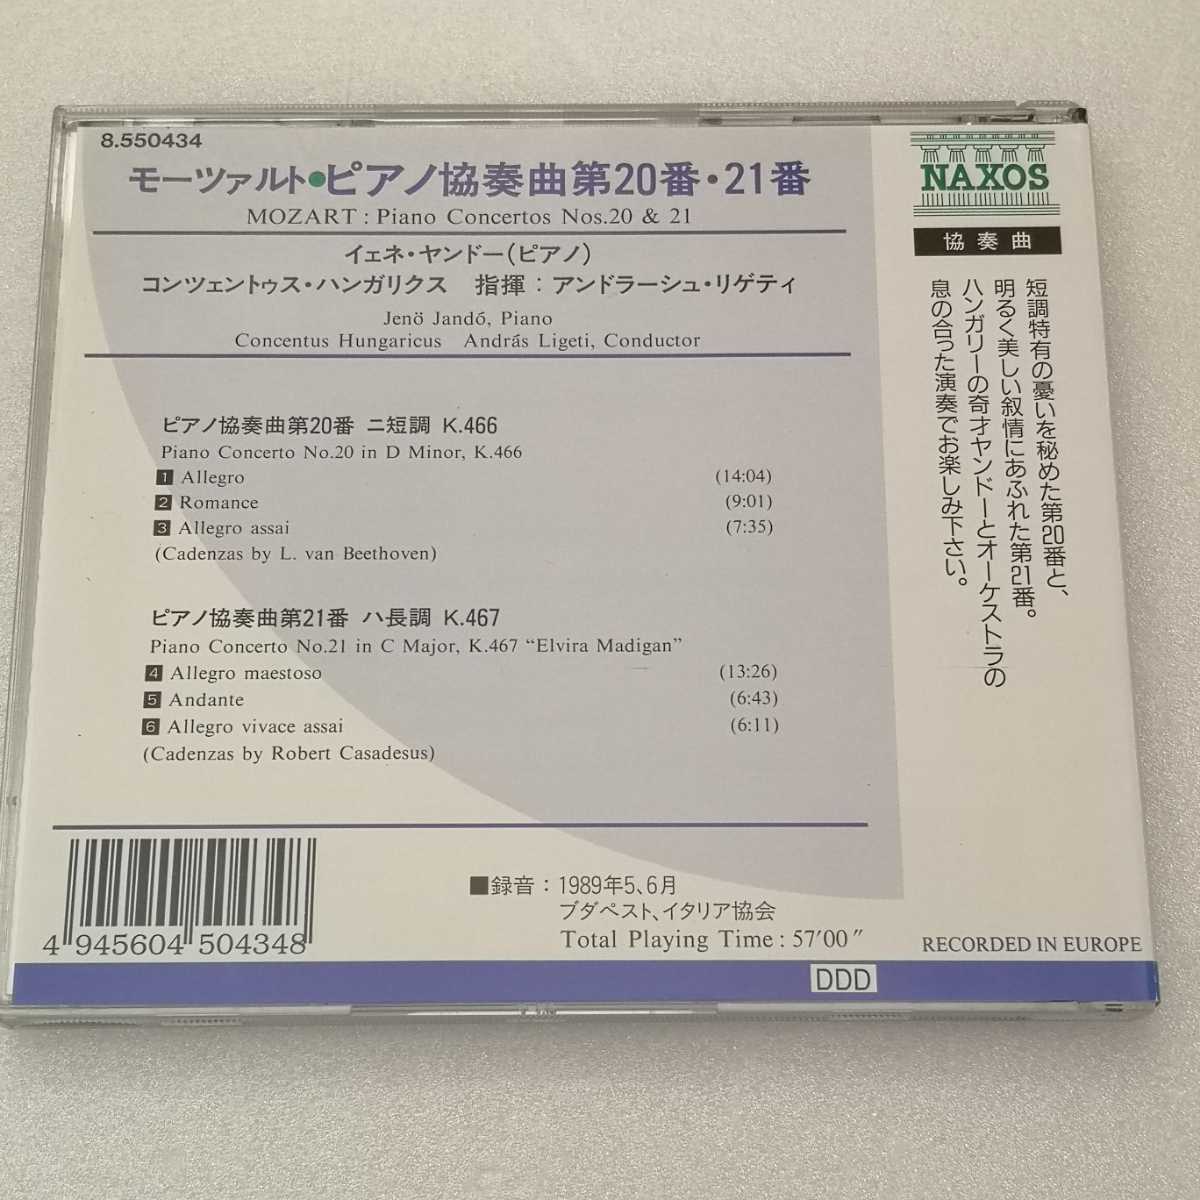 8.550434
モーツァルト●ピアノ協奏曲第20番・21番
MOZART : Piano Concertos Nos.20 & 21
イェネ・ヤンドー(ピアノ)
コンツェントゥス・ハンガリクス 指揮：アンドラーシュ・リゲティ
Jenö Jandó, Piano
Concentus Hungaricus András Ligeti, Conductor
ピアノ協奏曲第20番 ニ短調 K.466
Piano Concerto No.20 in D Minor, K.466
1 Allegro (14:04)
2 Romance (9:01)
3 Allegro assai (7:35)
(Cadenzas by L. van Beethoven)
ピアノ協奏曲第21番 ハ長調 K.467
Piano Concerto No.21 in C Major, K.467 “Elvira Madigan”
4 Allegro maestoso (13:26)
5 Andante (6:43)
6 Allegro vivace assai (6:11)
(Cadenzas by Robert Casadesus)
4 945604 504348
■録音：1989年5、6月
ブダペスト、イタリア協会
Total Playing Time : 57′00″
DDD
NAXOS
協奏曲
短調特有の憂いを秘めた第20番と、
明るく美しい叙情にあふれた第21番。
ハンガリーの奇才ヤンドーとオーケストラの
息の合った演奏でお楽しみ下さい。
RECORDED IN EUROPE